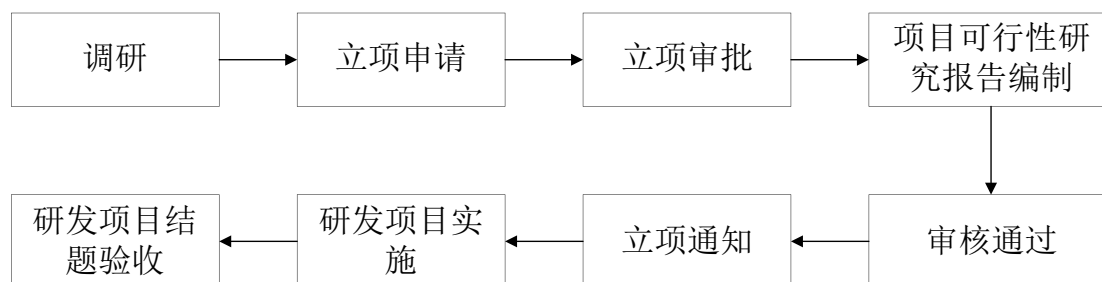 调研
立项申请
立项审批
项目可行性研
究报告编制
审核通过
立项通知
研发项目实
施
研发项目结
题验收